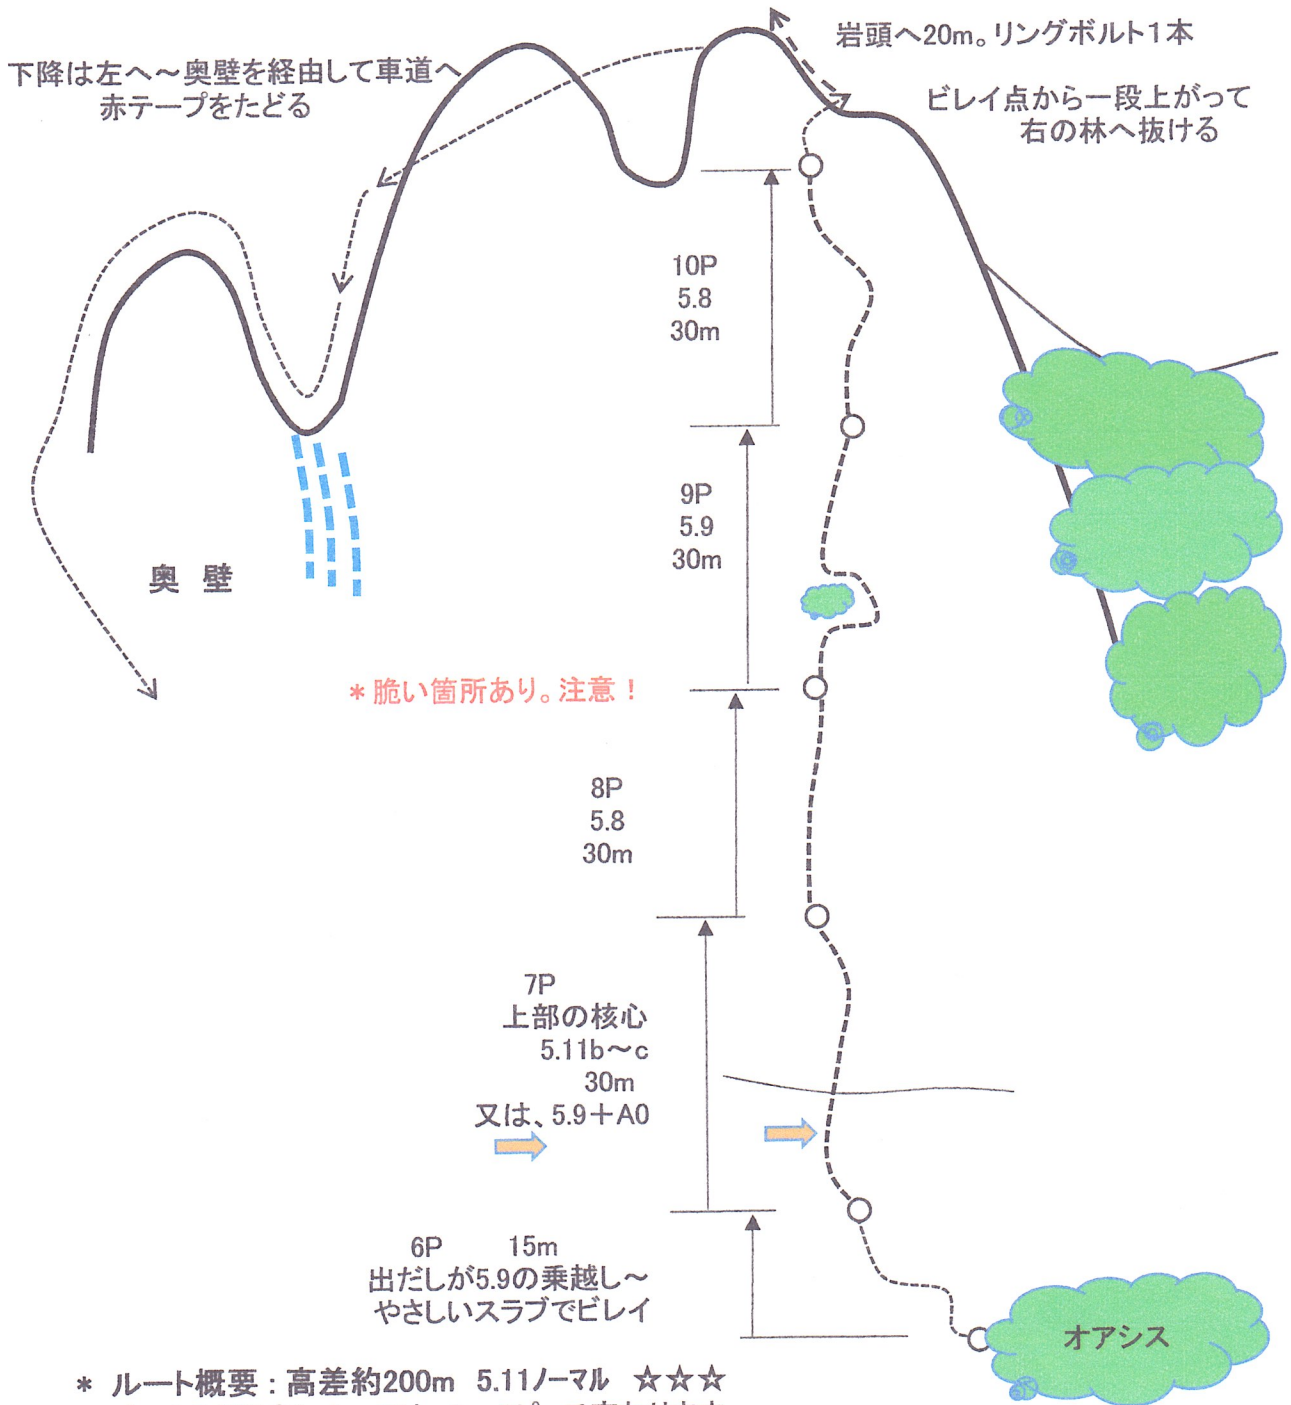 岩頭へ20m。リングボルト1本
下降は左へ～奥壁を経由して車道へ
赤テープをたどる
ビレイ点から一段上がって
右の林へ抜ける
10P
5.8
30m
9P
5.9
30m
奥 壁
＊脆い箇所あり。注意！
8P
5.8
30m
7P
上部の核心
5.11b～c
30m
又は、5.9＋A0
6P 15m
出だしが5.9の乗越し～
やさしいスラブでビレイ
オアシス
＊ ルート概要：高差約200m 5.11ノーマル ☆☆☆